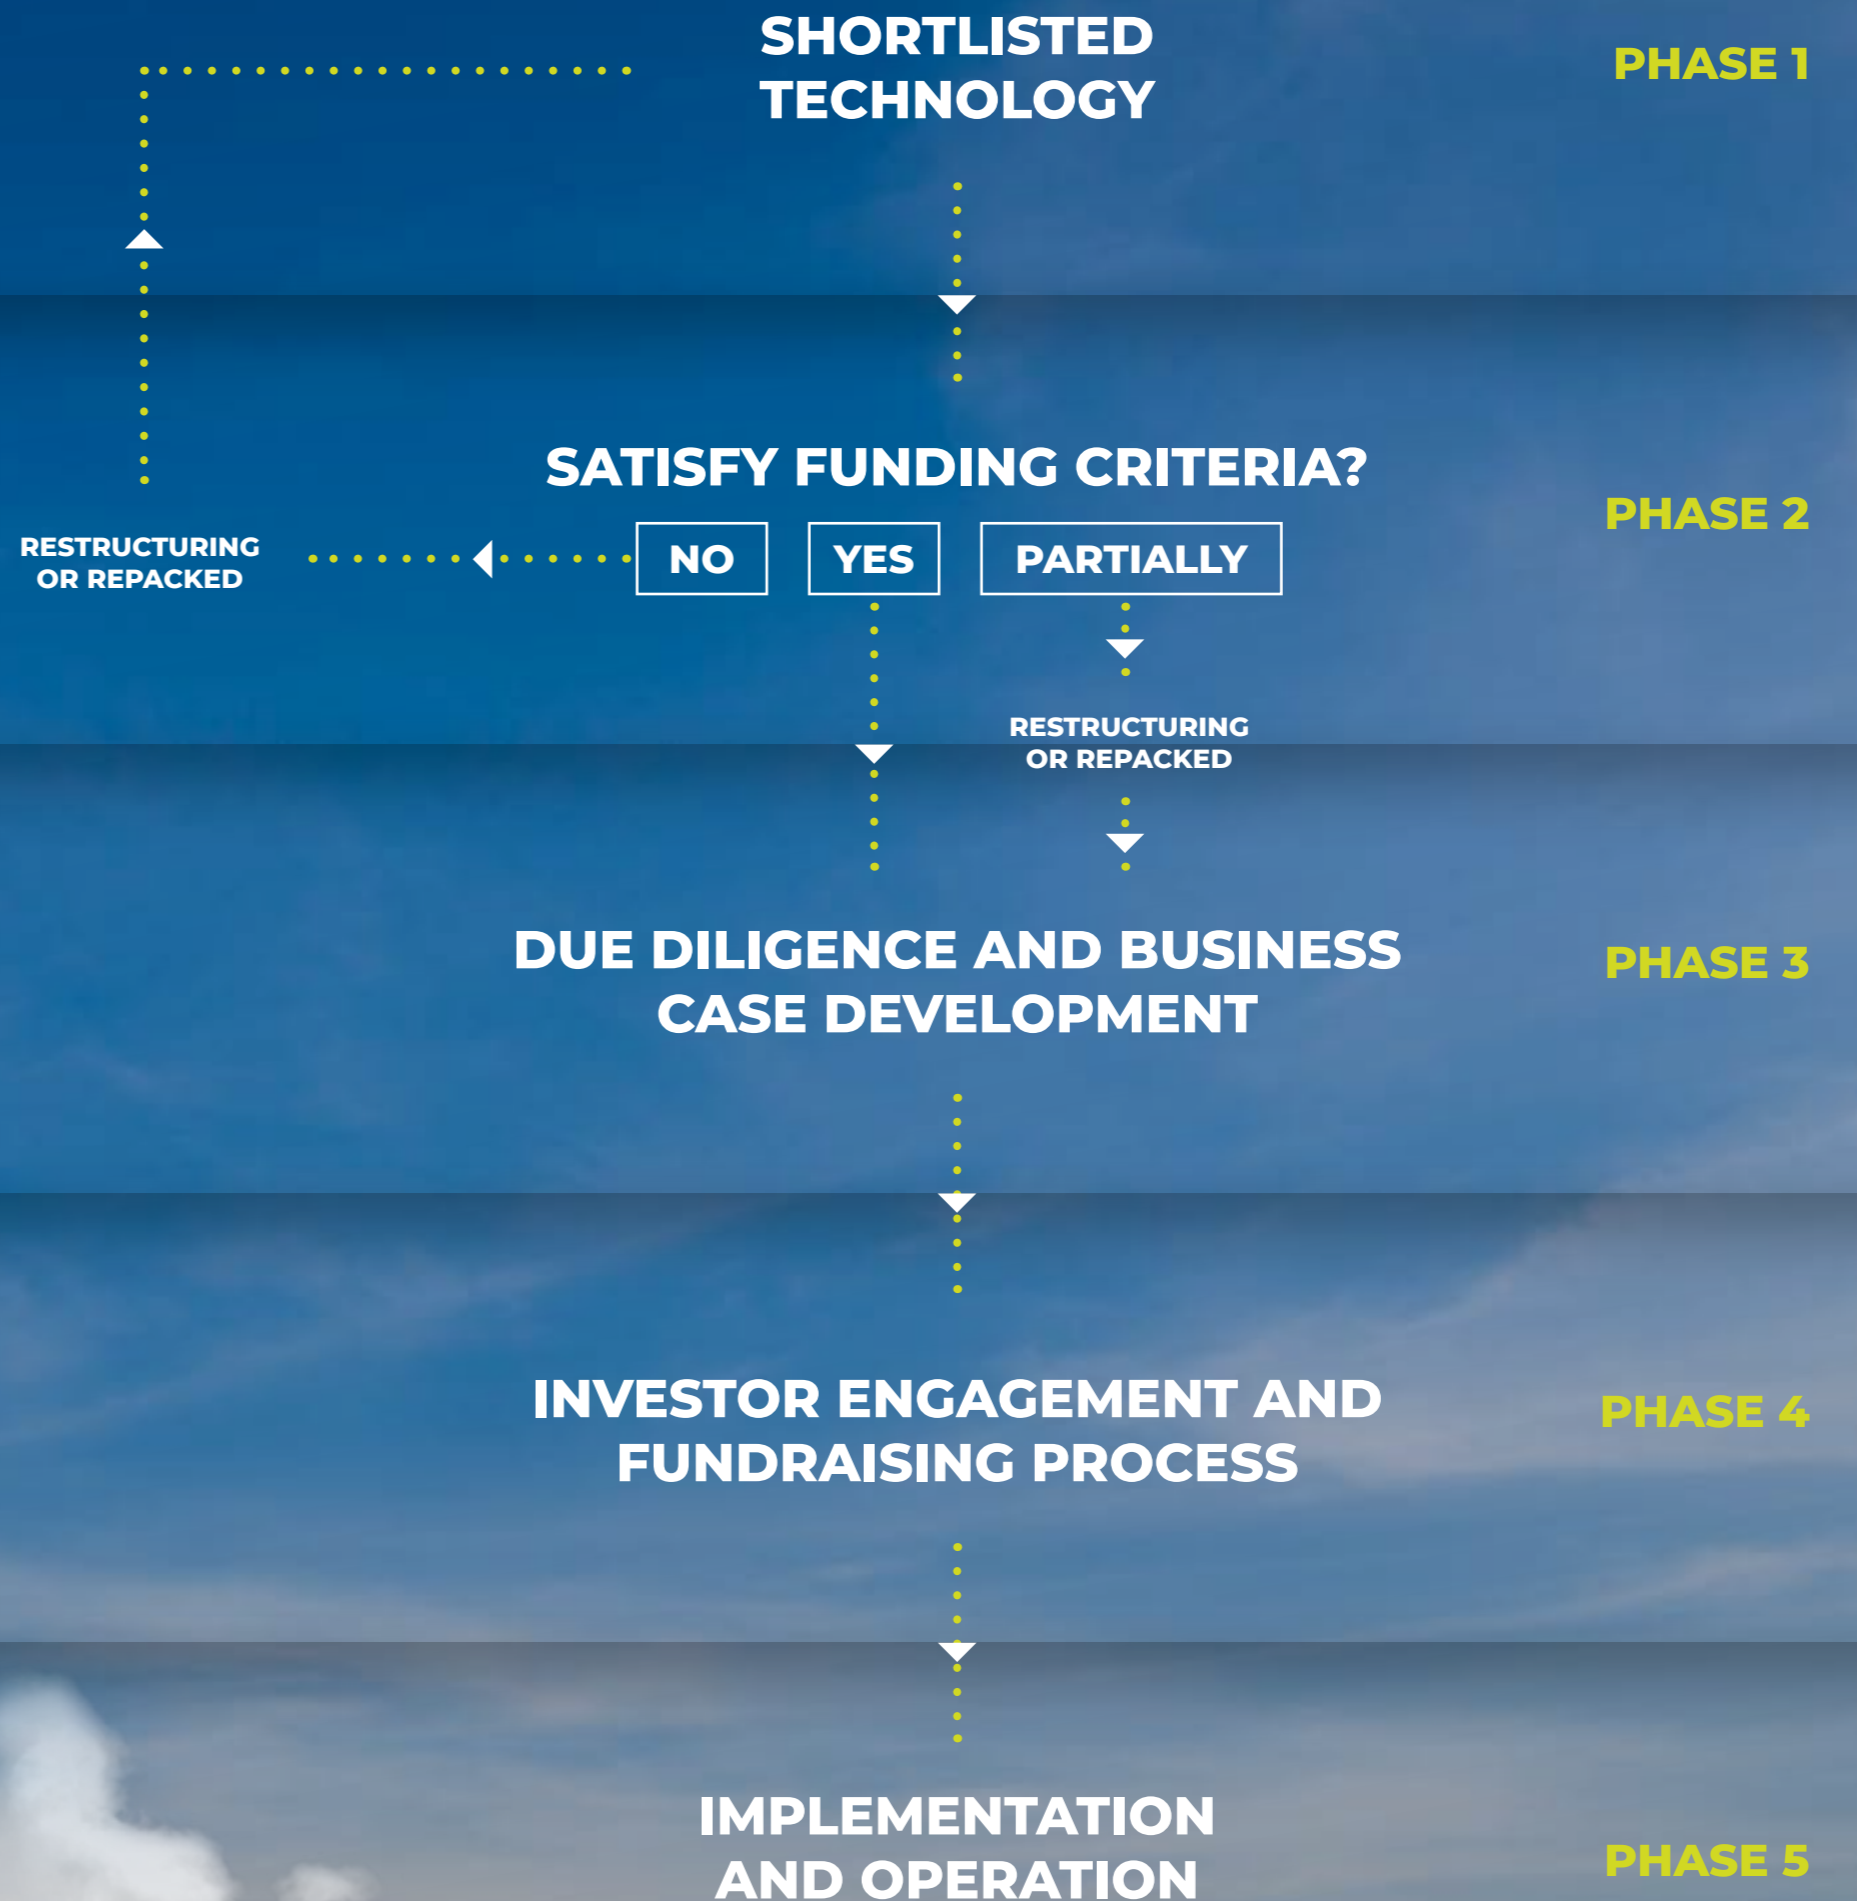 SHORTLISTED
TECHNOLOGY
PHASE 1
SATISFY FUNDING CRITERIA?
PHASE 2
RESTRUCTURING
OR REPACKED
NO
YES
PARTIALLY
RESTRUCTURING
OR REPACKED
DUE DILIGENCE AND BUSINESS
CASE DEVELOPMENT
PHASE 3
INVESTOR ENGAGEMENT AND
FUNDRAISING PROCESS
PHASE 4
IMPLEMENTATION
AND OPERATION
PHASE 5